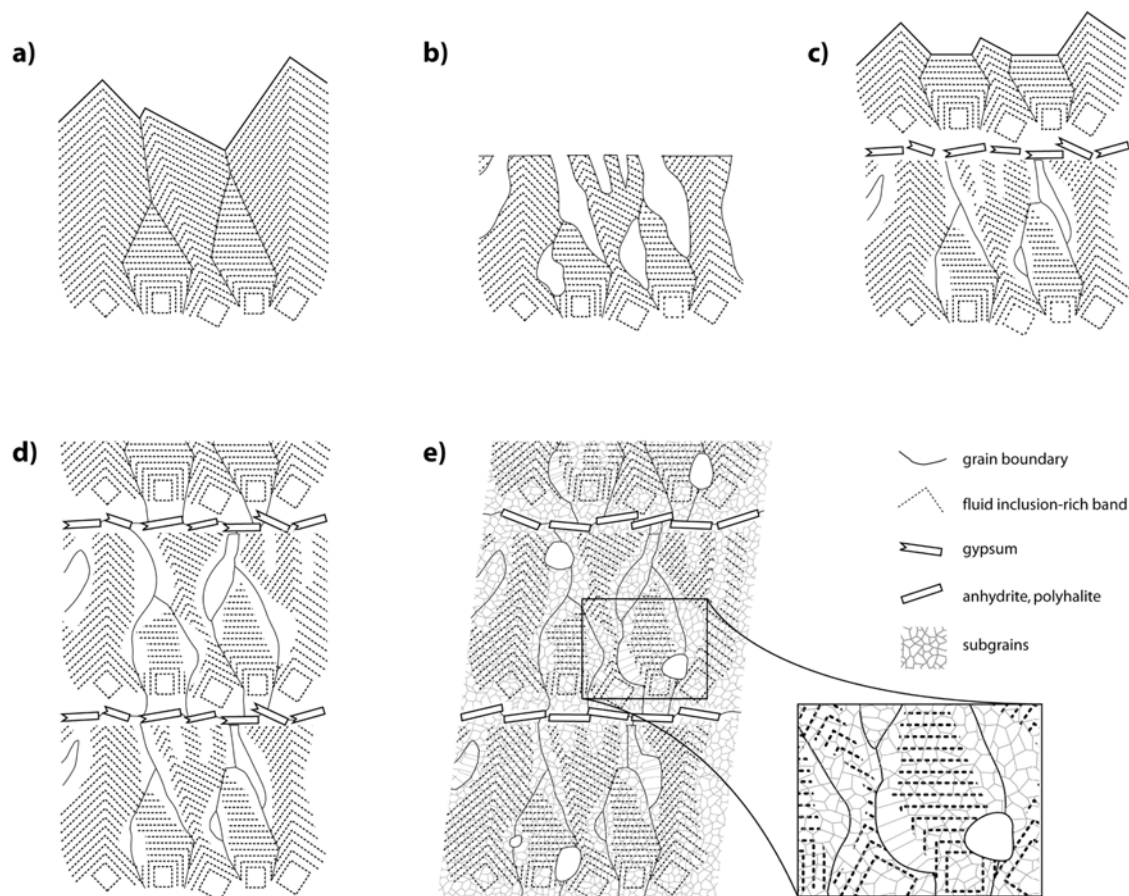 a)
b)
c)
d)
e)
grain boundary
fluid inclusion-rich band
gypsum
anhydrite, polyhalite
subgrains